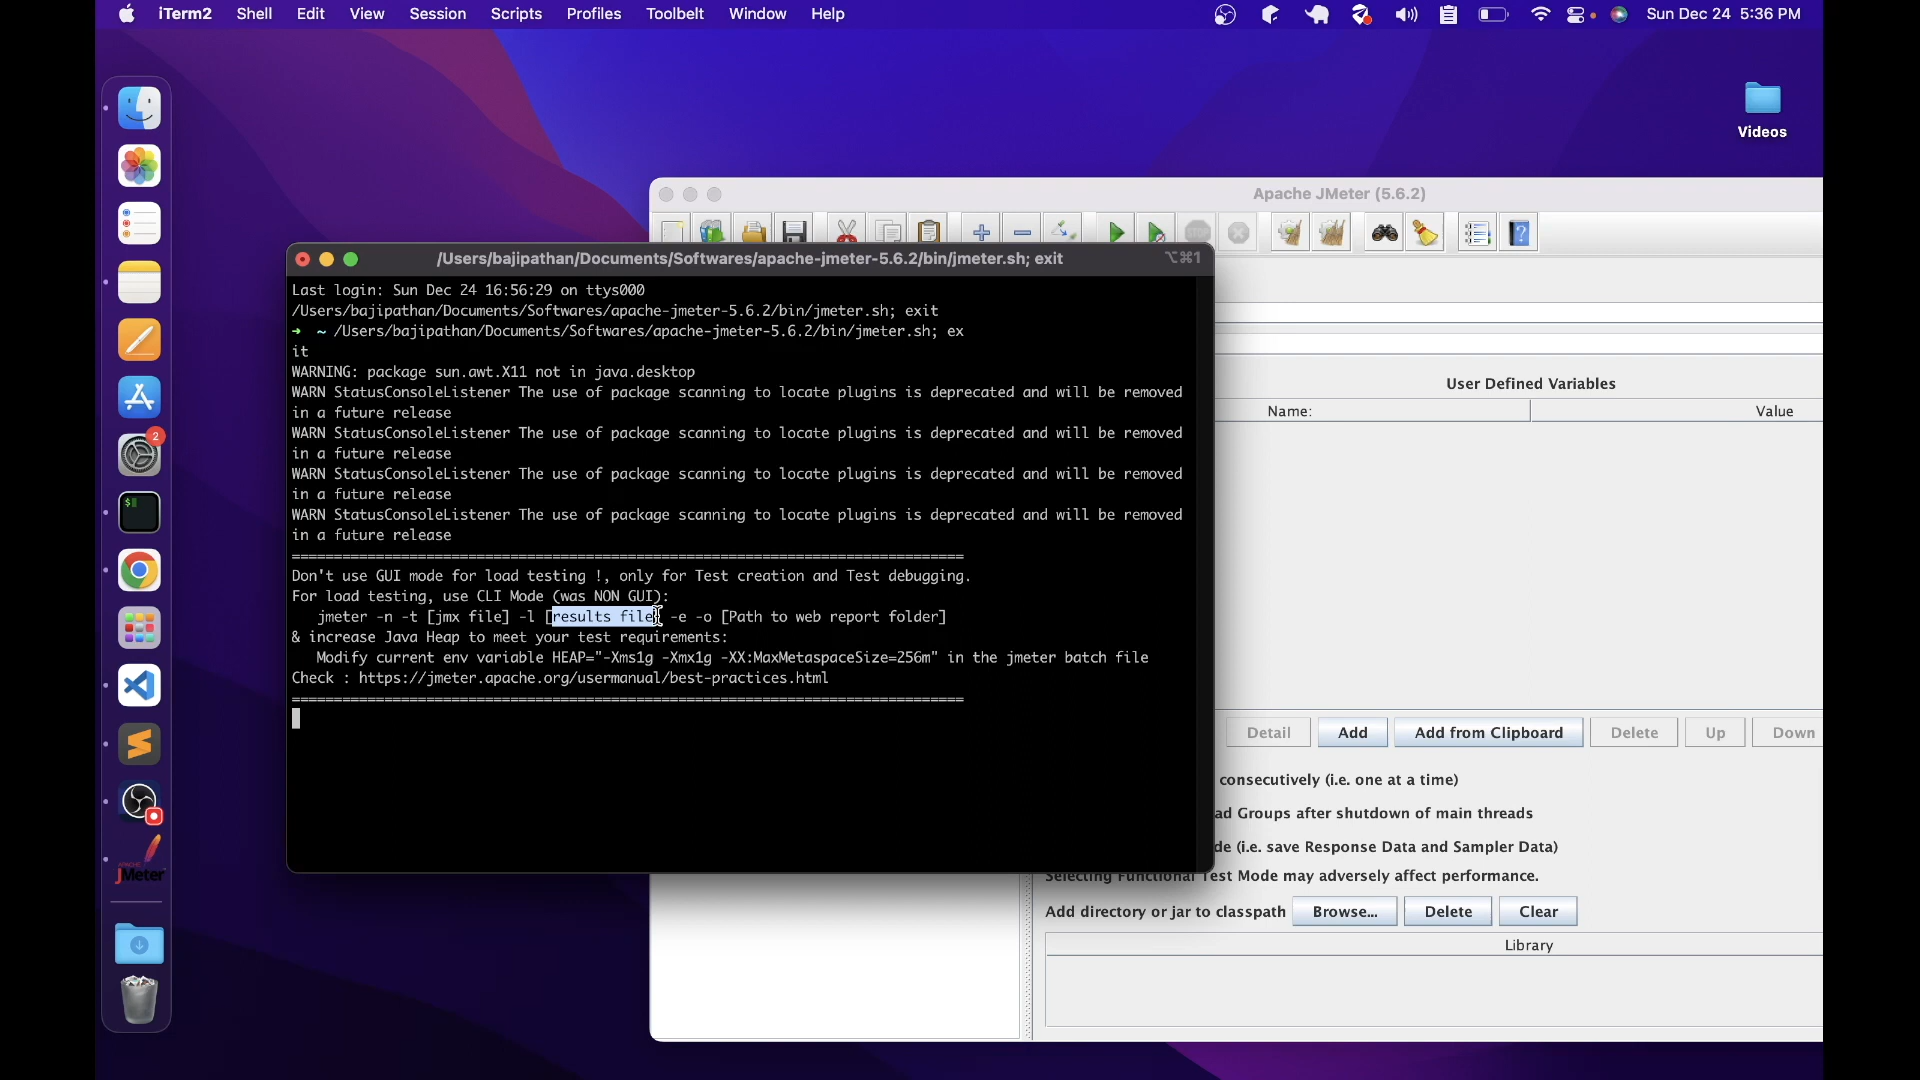 iTerm2 Shell Edit View Session Scripts Profiles Toolbelt Window Help Sun Dec 24 5:36 PM
Videos
Apache JMeter (5.6.2)
/Users/bajipathan/Documents/Softwares/apache-jmeter-5.6.2/bin/jmeter.sh; exit ⌥⌘1
Last login: Sun Dec 24 16:56:29 on ttys000
/Users/bajipathan/Documents/Softwares/apache-jmeter-5.6.2/bin/jmeter.sh; exit
➜ ~ /Users/bajipathan/Documents/Softwares/apache-jmeter-5.6.2/bin/jmeter.sh; ex
it
WARNING: package sun.awt.X11 not in java.desktop
WARN StatusConsoleListener The use of package scanning to locate plugins is deprecated and will be removed
in a future release
WARN StatusConsoleListener The use of package scanning to locate plugins is deprecated and will be removed
in a future release
WARN StatusConsoleListener The use of package scanning to locate plugins is deprecated and will be removed
in a future release
WARN StatusConsoleListener The use of package scanning to locate plugins is deprecated and will be removed
in a future release
================================================================================
Don't use GUI mode for load testing !, only for Test creation and Test debugging.
For load testing, use CLI Mode (was NON GUI):
jmeter -n -t [jmx file] -l [results file] -e -o [Path to web report folder]
& increase Java Heap to meet your test requirements:
Modify current env variable HEAP="-Xms1g -Xmx1g -XX:MaxMetaspaceSize=256m" in the jmeter batch file
Check : https://jmeter.apache.org/usermanual/best-practices.html
================================================================================
User Defined Variables
Name: Value
Detail Add Add from Clipboard Delete Up Down
consecutively (i.e. one at a time)
ad Groups after shutdown of main threads
de (i.e. save Response Data and Sampler Data)
Selecting Functional Test Mode may adversely affect performance.
Add directory or jar to classpath Browse... Delete Clear
Library
2
$
STOP
?
APACHE
JMeter